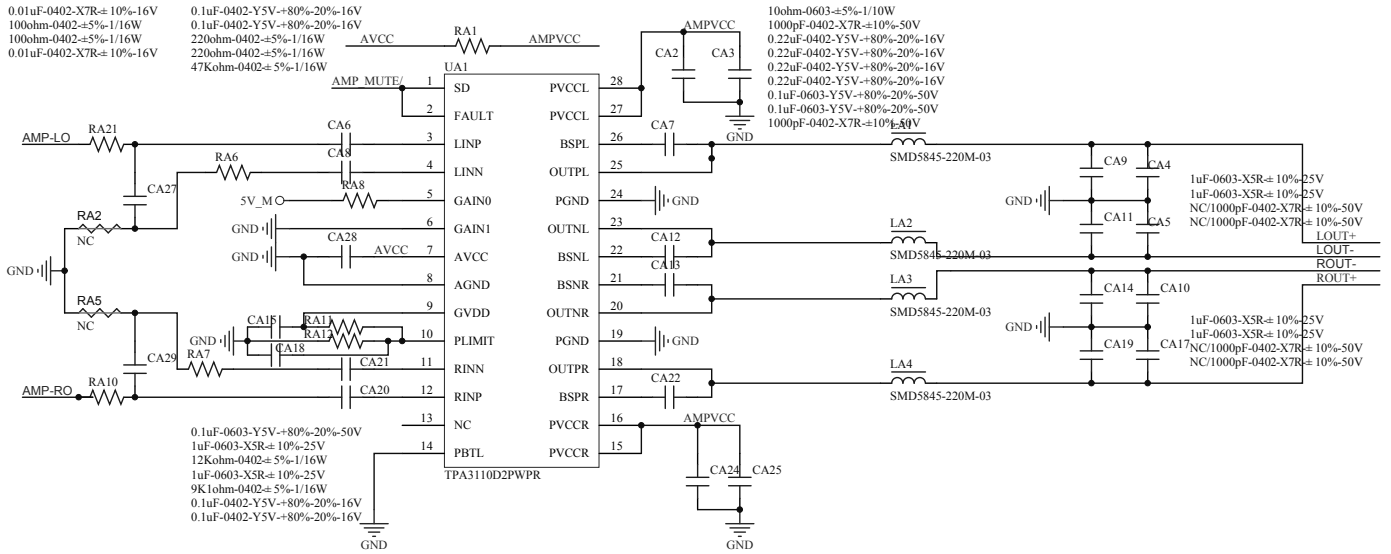 0.01uF-0402-X7R-±10%-16V
100ohm-0402-±5%-1/16W
100ohm-0402-±5%-1/16W
0.01uF-0402-X7R-±10%-16V
0.1uF-0402-Y5V-+80%-20%-16V
0.1uF-0402-Y5V-+80%-20%-16V
220ohm-0402-±5%-1/16W
220ohm-0402-±5%-1/16W
47Kohm-0402-±5%-1/16W
10ohm-0603-±5%-1/10W
1000pF-0402-X7R-±10%-50V
0.22uF-0402-Y5V-+80%-20%-16V
0.22uF-0402-Y5V-+80%-20%-16V
0.22uF-0402-Y5V-+80%-20%-16V
0.22uF-0402-Y5V-+80%-20%-16V
0.1uF-0603-Y5V-+80%-20%-50V
0.1uF-0603-Y5V-+80%-20%-50V
1000pF-0402-X7R-±10%-50V
AVCC
RA1
AMPVCC
AMPVCC
CA2
CA3
GND
UA1
AMP_MUTE/
1 SD PVCCL 28
2 FAULT PVCCL 27
3 LINP BSPL 26
4 LINN OUTPL 25
5 GAIN0 PGND 24
6 GAIN1 OUTNL 23
7 AVCC BSNL 22
8 AGND BSNR 21
9 GVDD OUTNR 20
10 PLIMIT PGND 19
11 RINN OUTPR 18
12 RINP BSPR 17
13 NC PVCCR 16
14 PBTL PVCCR 15
TPA3110D2PWPR
AMP-LO
RA21
CA6
CA8
RA6
CA27
RA8
5V_M
RA2
NC
GND
CA28
AVCC
GND
GND
RA5
NC
GND
CA15
RA11
RA12
CA18
CA29
RA7
CA21
AMP-RO
RA10
CA20
CA7
LA1
SMD5845-220M-03
GND
LA2
CA12
SMD5845-220M-03
CA13
LA3
SMD5845-220M-03
GND
LA4
CA22
SMD5845-220M-03
CA9
CA4
GND
CA11
CA5
1uF-0603-X5R-±10%-25V
1uF-0603-X5R-±10%-25V
NC/1000pF-0402-X7R-±10%-50V
NC/1000pF-0402-X7R-±10%-50V
LOUT+
LOUT-
ROUT-
ROUT+
CA14
CA10
GND
CA19
CA17
1uF-0603-X5R-±10%-25V
1uF-0603-X5R-±10%-25V
NC/1000pF-0402-X7R-±10%-50V
NC/1000pF-0402-X7R-±10%-50V
AMPVCC
CA24
CA25
GND
0.1uF-0603-Y5V-+80%-20%-50V
1uF-0603-X5R-±10%-25V
12Kohm-0402-±5%-1/16W
1uF-0603-X5R-±10%-25V
9K1ohm-0402-±5%-1/16W
0.1uF-0402-Y5V-+80%-20%-16V
0.1uF-0402-Y5V-+80%-20%-16V
GND